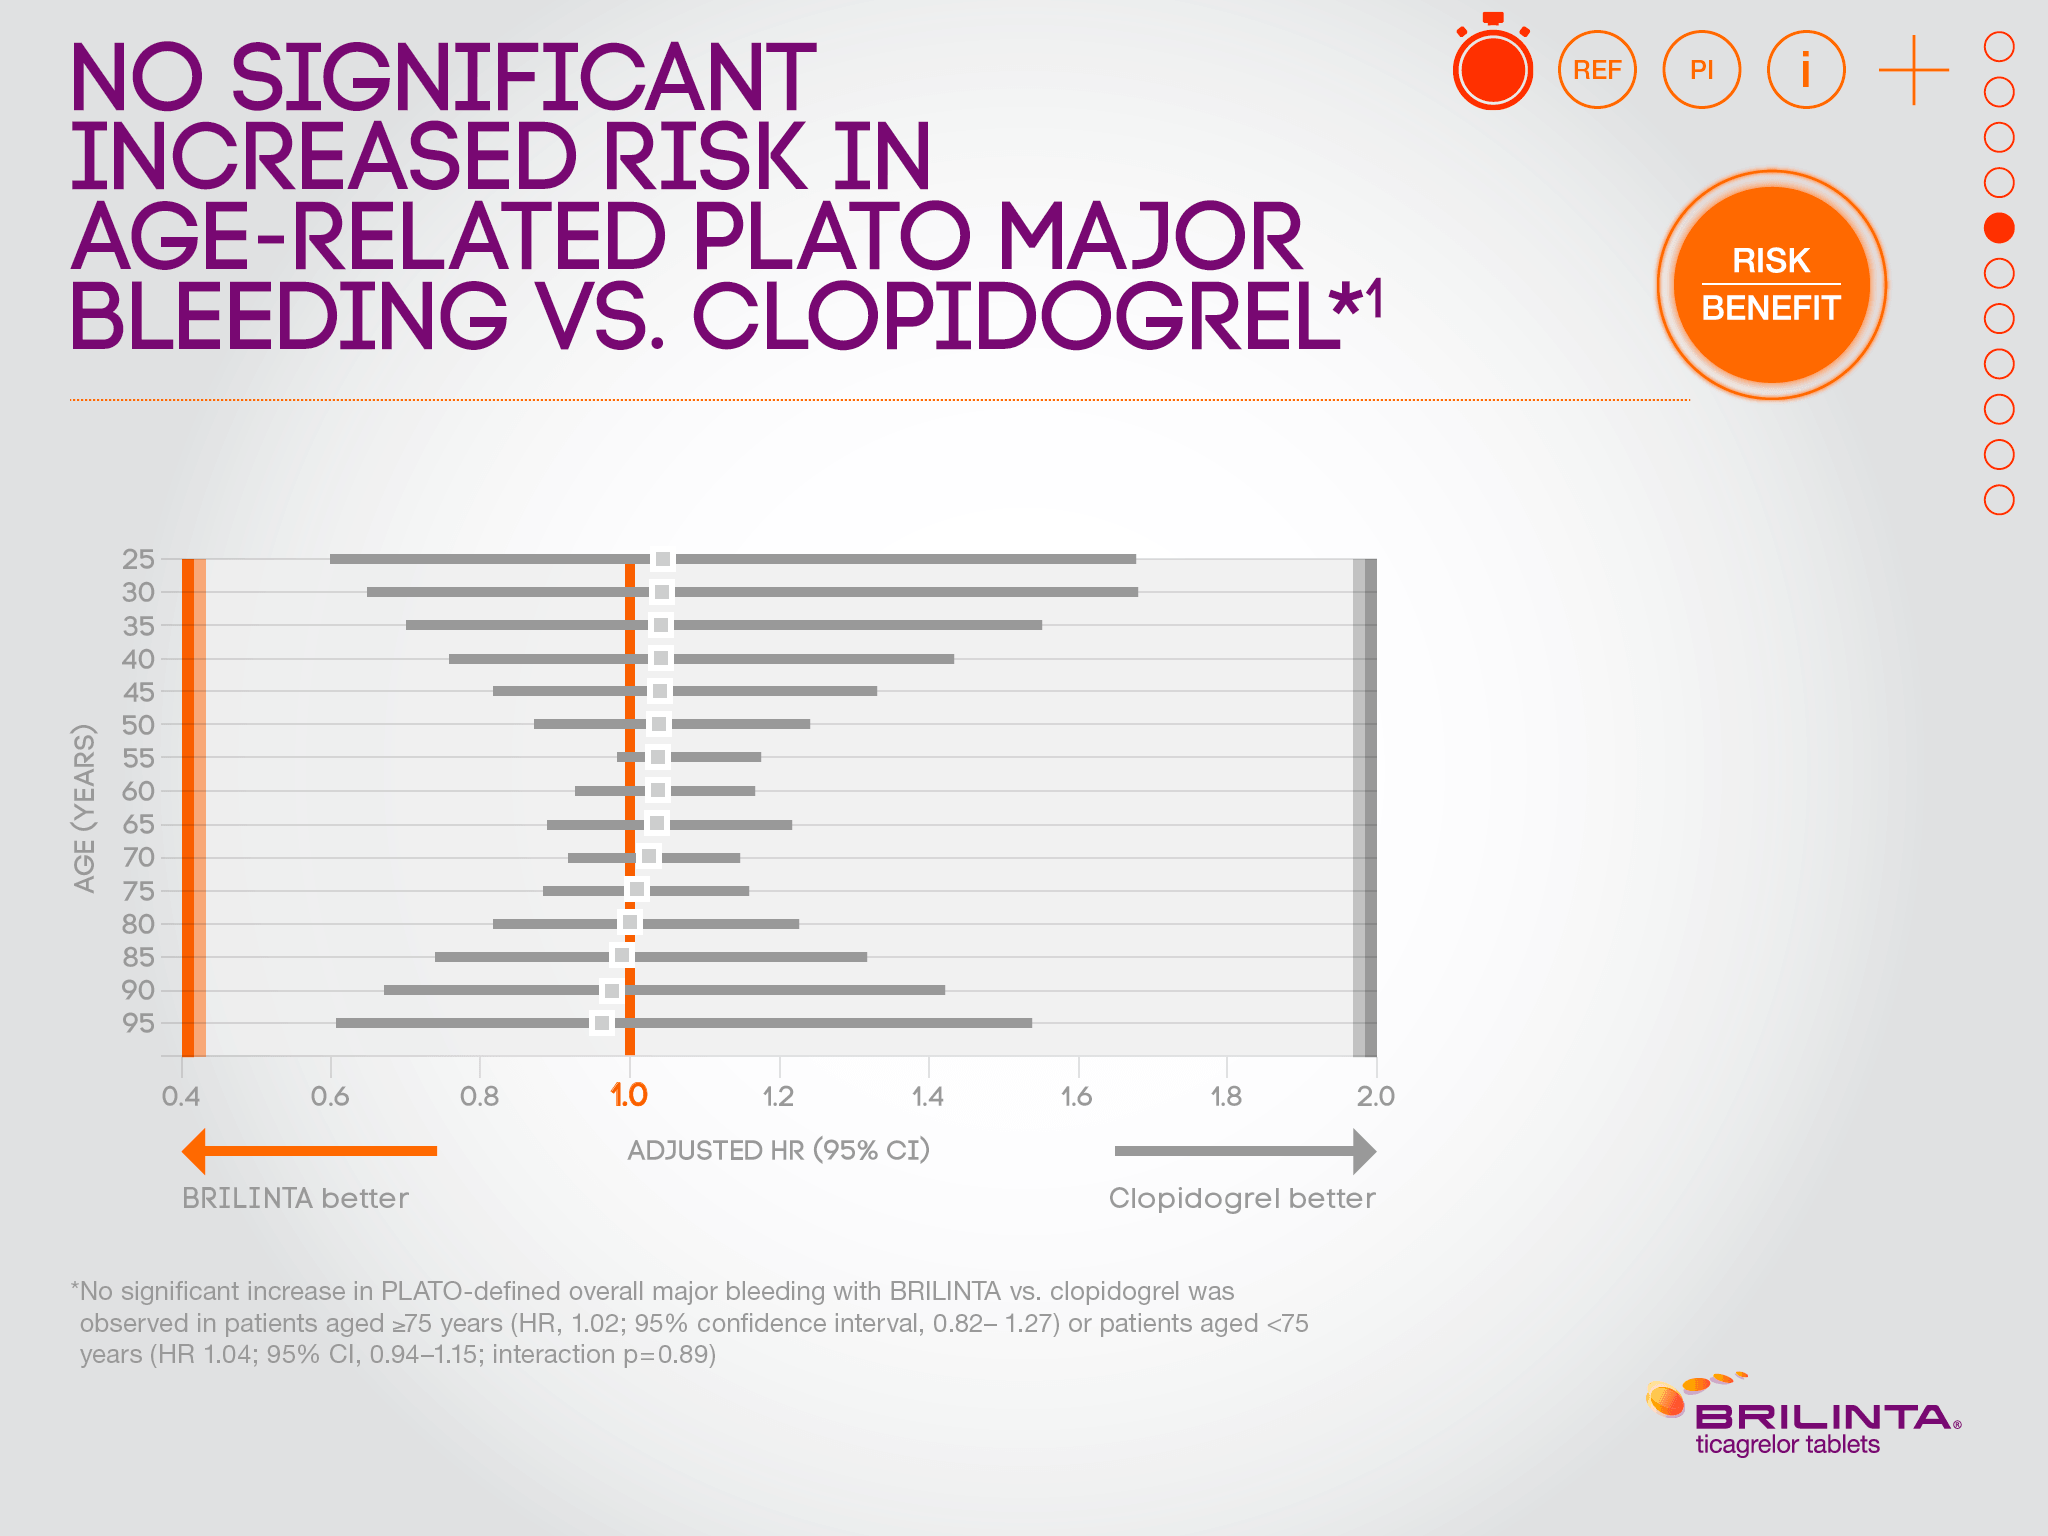 NO SIGNIFICANT
INCREASED RISK IN
AGE-RELATED PLATO MAJOR
BLEEDING VS. CLOPIDOGREL*1
REF
PI
i
RISK
BENEFIT
AGE (YEARS)
25
30
35
40
45
50
55
60
65
70
75
80
85
90
95
0.4 0.6 0.8 1.0 1.2 1.4 1.6 1.8 2.0
ADJUSTED HR (95% CI)
BRILINTA better
Clopidogrel better
*No significant increase in PLATO-defined overall major bleeding with BRILINTA vs. clopidogrel was
observed in patients aged ≥75 years (HR, 1.02; 95% confidence interval, 0.82– 1.27) or patients aged <75
years (HR 1.04; 95% CI, 0.94–1.15; interaction p=0.89)
BRILINTA®
ticagrelor tablets